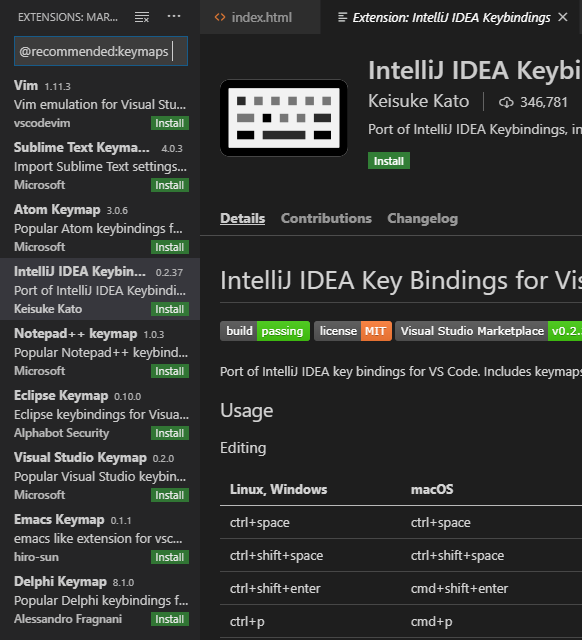 EXTENSIONS: MAR...
@recommended:keymaps
Vim 1.11.3
Vim emulation for Visual Stu...
vscodevim Install
Sublime Text Keyma... 4.0.3
Import Sublime Text settings...
Microsoft Install
Atom Keymap 3.0.6
Popular Atom keybindings f...
Microsoft Install
IntelliJ IDEA Keybin... 0.2.37
Port of IntelliJ IDEA Keybindi...
Keisuke Kato Install
Notepad++ keymap 1.0.3
Popular Notepad++ keybind...
Microsoft Install
Eclipse Keymap 0.10.0
Eclipse keybindings for Visua...
Alphabot Security Install
Visual Studio Keymap 0.2.0
Popular Visual Studio keybin...
Microsoft Install
Emacs Keymap 0.1.1
emacs like extension for vsc...
hiro-sun Install
Delphi Keymap 8.1.0
Popular Delphi keybindings f...
Alessandro Fragnani Install
<> index.html Extension: IntelliJ IDEA Keybindings
IntelliJ IDEA Keybi
Keisuke Kato 346,781
Port of IntelliJ IDEA Keybindings, in
Install
Details Contributions Changelog
IntelliJ IDEA Key Bindings for Vis
build passing license MIT Visual Studio Marketplace v0.2.
Port of IntelliJ IDEA key bindings for VS Code. Includes keymaps
Usage
Editing
Linux, Windows macOS
ctrl+space ctrl+space
ctrl+shift+space ctrl+shift+space
ctrl+shift+enter cmd+shift+enter
ctrl+p cmd+p